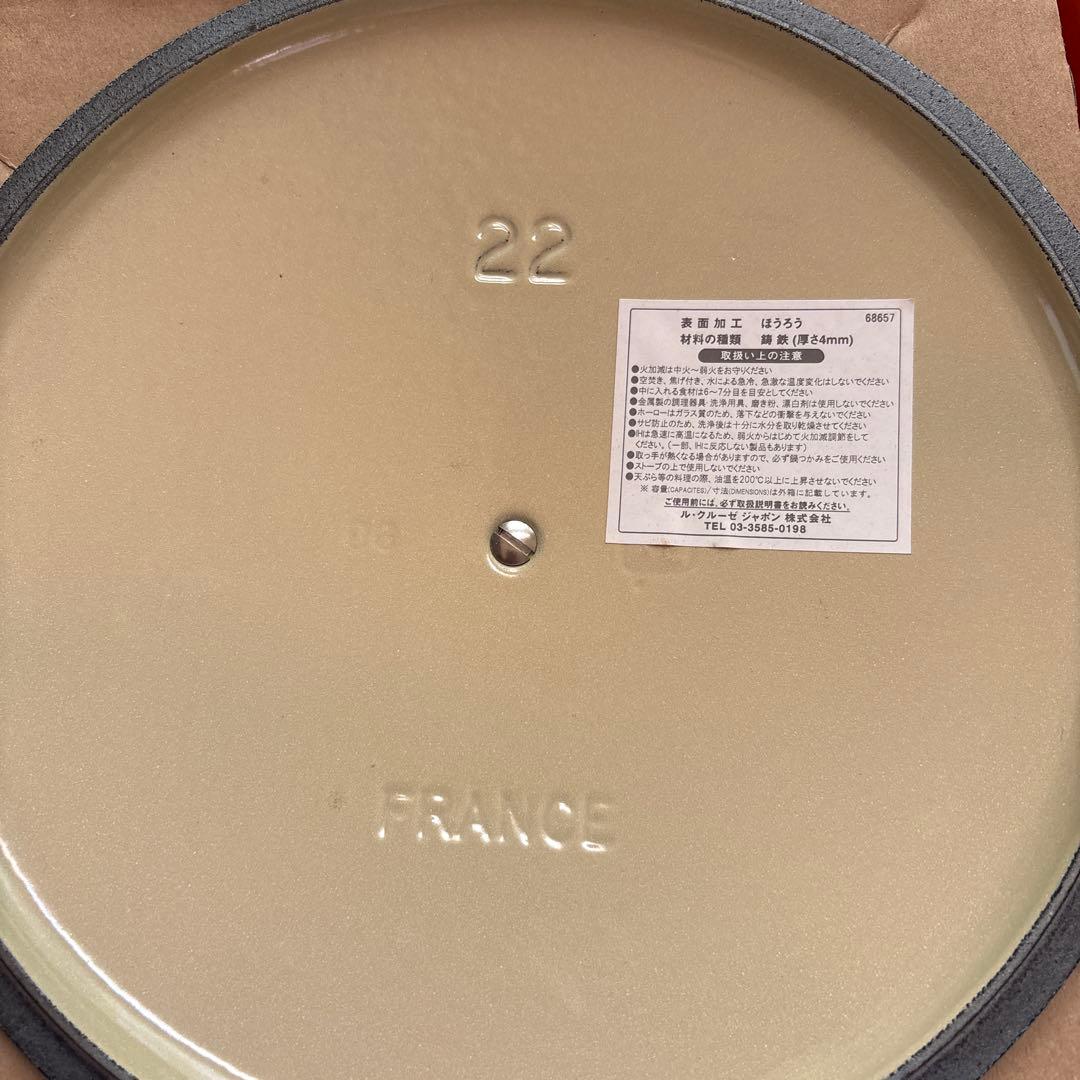 22
表面加工 ほうろう 68657
材料の種類 鋳鉄(厚さ4mm)
取扱い上の注意
●火加減は中火～弱火をお守りください
●空焚き、焦げ付き、水による急冷、急激な温度変化はしないでください
●中に入れる食材は6～7分目を目安としてください
●金属製の調理器具・洗浄用具、磨き粉、漂白剤は使用しないでください
●ホーローはガラス質のため、落下などの衝撃を与えないでください
●サビ防止のため、洗浄後は十分に水分を取り乾燥させてください
●IHは急速に高温になるため、弱火からはじめて火加減調節をして
ください。(一部、IHに反応しない製品もあります)
●取っ手が熱くなる場合がありますので、必ず鍋つかみをご使用ください
●ストーブの上で使用しないでください
●天ぷら等の料理の際、油温を200℃以上に上昇させないでください
※ 容量(CAPACITES)/寸法(DIMENSIONS)は外箱に記載しています。
ご使用前には、必ず取扱説明書をお読みください。
ル・クルーゼ ジャポン 株式会社
TEL 03-3585-0198
FRANCE